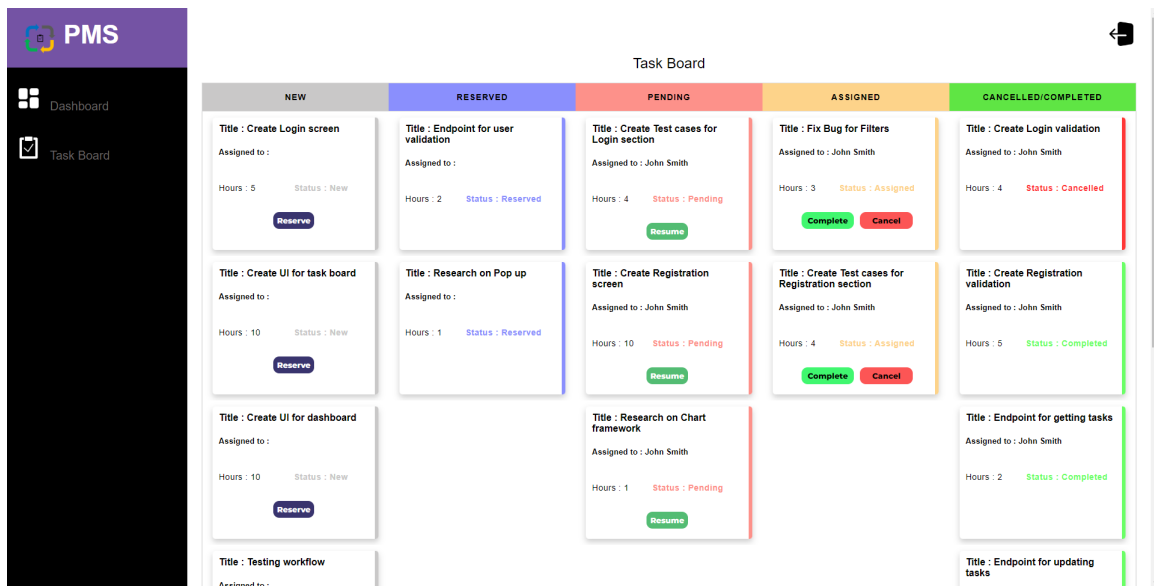 PMS
Dashboard
Task Board
Task Board
NEW
Title : Create Login screen
Assigned to :
Hours : 5 Status : New
Reserve
Title : Create UI for task board
Assigned to :
Hours : 10 Status : New
Reserve
Title : Create UI for dashboard
Assigned to :
Hours : 10 Status : New
Reserve
Title : Testing workflow
Assigned to :
RESERVED
Title : Endpoint for user
validation
Assigned to :
Hours : 2 Status : Reserved
Title : Research on Pop up
Assigned to :
Hours : 1 Status : Reserved
PENDING
Title : Create Test cases for
Login section
Assigned to : John Smith
Hours : 4 Status : Pending
Resume
Title : Create Registration
screen
Assigned to : John Smith
Hours : 10 Status : Pending
Resume
Title : Research on Chart
framework
Assigned to : John Smith
Hours : 1 Status : Pending
Resume
ASSIGNED
Title : Fix Bug for Filters
Assigned to : John Smith
Hours : 3 Status : Assigned
Complete Cancel
Title : Create Test cases for
Registration section
Assigned to : John Smith
Hours : 4 Status : Assigned
Complete Cancel
CANCELLED/COMPLETED
Title : Create Login validation
Assigned to : John Smith
Hours : 4 Status : Cancelled
Title : Create Registration
validation
Assigned to : John Smith
Hours : 5 Status : Completed
Title : Endpoint for getting tasks
Assigned to : John Smith
Hours : 2 Status : Completed
Title : Endpoint for updating
tasks